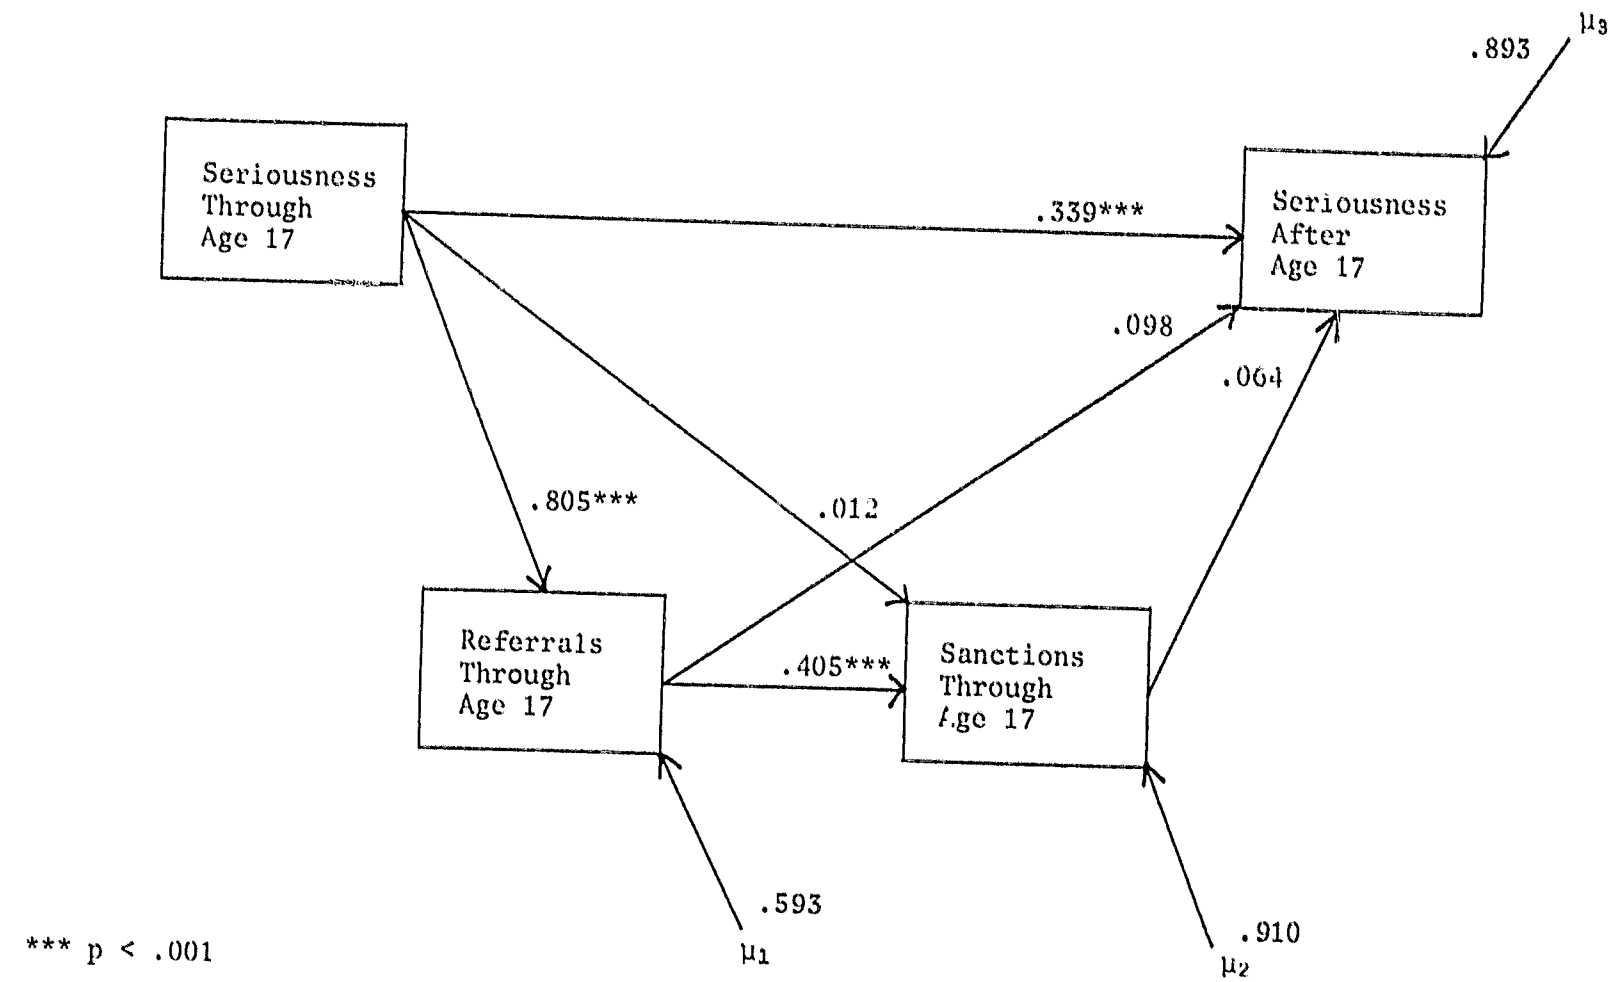 μ3
.893
Seriousness
Through
Age 17
.339***
Seriousness
After
Age 17
.098
.064
.805***
.012
Referrals
Through
Age 17
.405***
Sanctions
Through
Age 17
.593
μ1
.910
μ2
*** p < .001